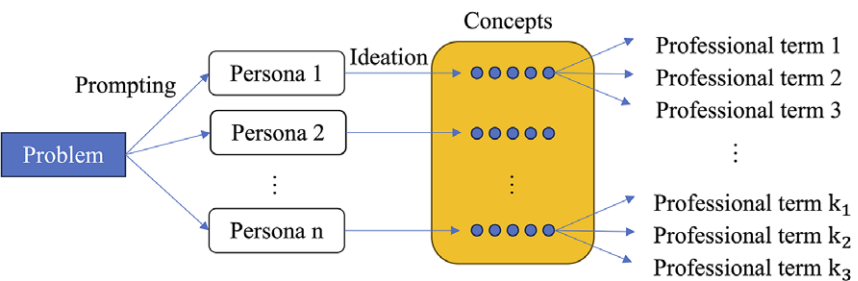 Concepts
Prompting
Ideation
Problem
Persona 1
Persona 2
⋮
Persona n
⋮
Professional term 1
Professional term 2
Professional term 3
⋮
Professional term k₁
Professional term k₂
Professional term k₃